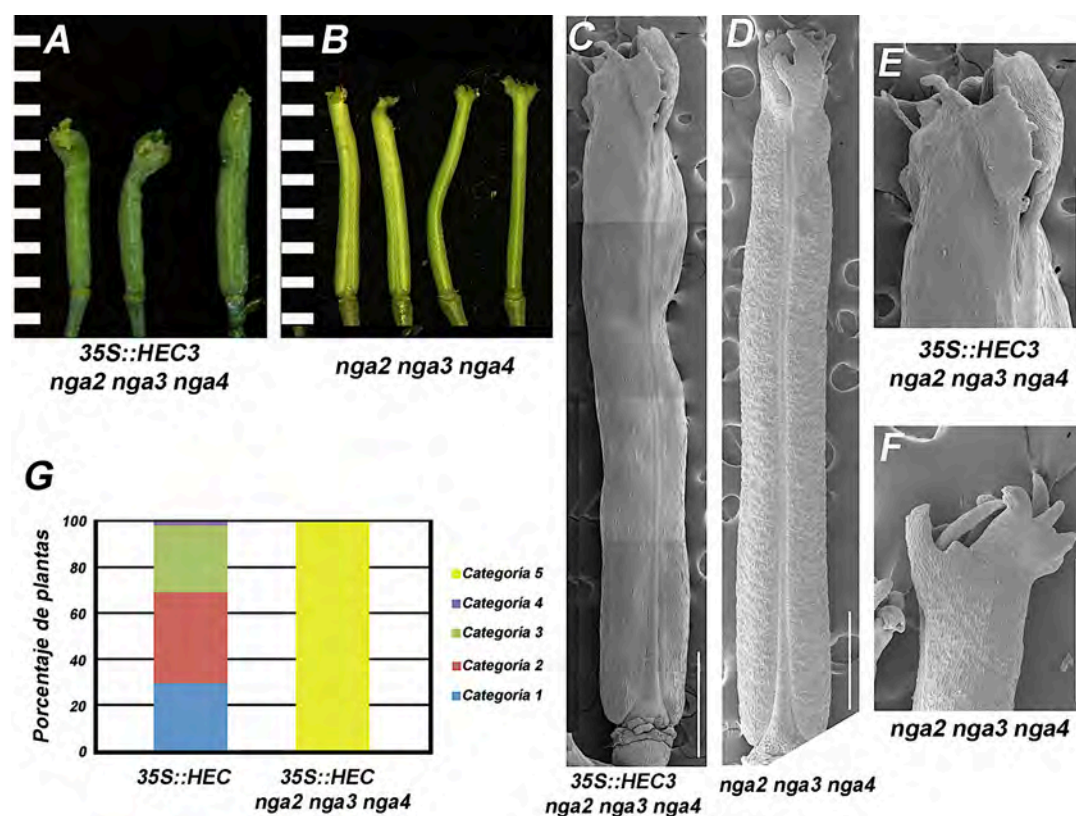 A
B
C
D
E
35S::HEC3
nga2 nga3 nga4
nga2 nga3 nga4
35S::HEC3
nga2 nga3 nga4
F
nga2 nga3 nga4
G
Porcentaje de plantas
100
80
60
40
20
0
Categoría 5
Categoría 4
Categoría 3
Categoría 2
Categoría 1
35S::HEC
35S::HEC
nga2 nga3 nga4
35S::HEC3
nga2 nga3 nga4
nga2 nga3 nga4